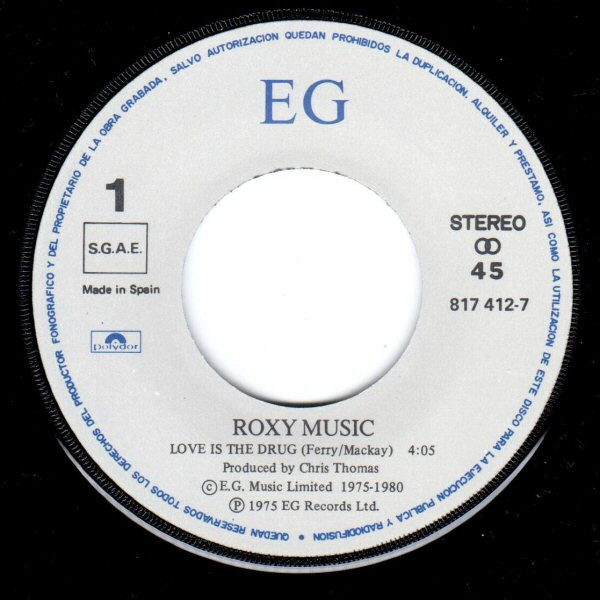 QUEDAN RESERVADOS TODOS LOS DERECHOS DEL PRODUCTOR FONOGRAFICO Y DEL PROPIETARIO DE LA OBRA GRABADA, SALVO AUTORIZACION QUEDAN PROHIBIDOS LA DUPLICACION, ALQUILER Y PRESTAMO, ASI COMO LA UTILIZACION DE ESTE DISCO PARA LA EJECUCION PUBLICA Y RADIODIFUSION
EG
1
S.G.A.E.
Made in Spain
polydor
STEREO
45
817 412-7
ROXY MUSIC
LOVE IS THE DRUG (Ferry/Mackay) 4:05
Produced by Chris Thomas
©E.G. Music Limited 1975-1980
℗ 1975 EG Records Ltd.